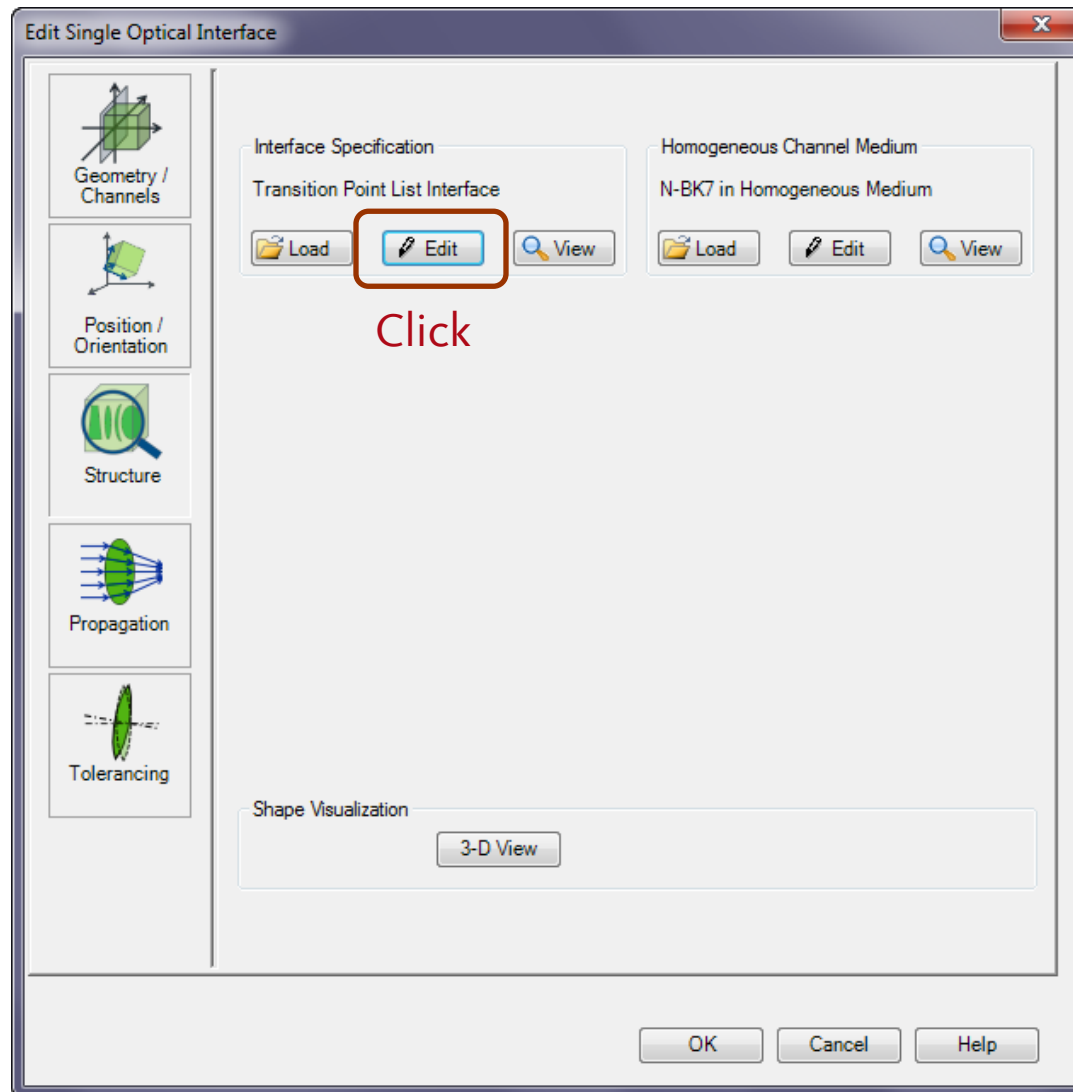 Edit Single Optical Interface
Geometry /
Channels
Position /
Orientation
Structure
Propagation
Tolerancing
Interface Specification
Transition Point List Interface
Load Edit View
Click
Homogeneous Channel Medium
N-BK7 in Homogeneous Medium
Load Edit View
Shape Visualization
3-D View
OK Cancel Help